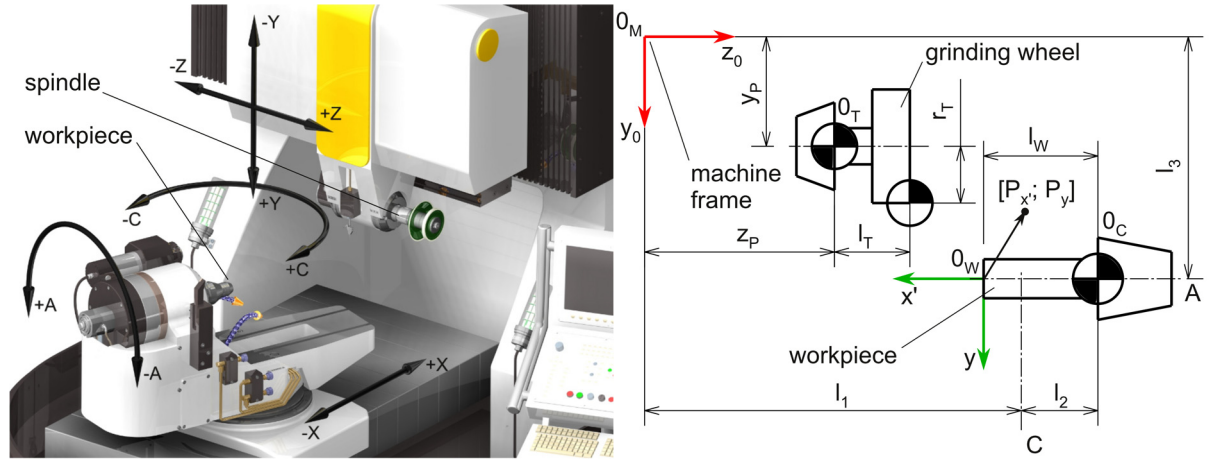 -Y
-Z
spindle
+Z
workpiece
-C
+Y
+C
+A
-A
+X
-X
0M
z0
grinding wheel
yP
0T
rT
y0
machine
frame
lW
l3
[Px'; Py]
zP
lT
0C
0W
x'
A
workpiece
y
l1
l2
C